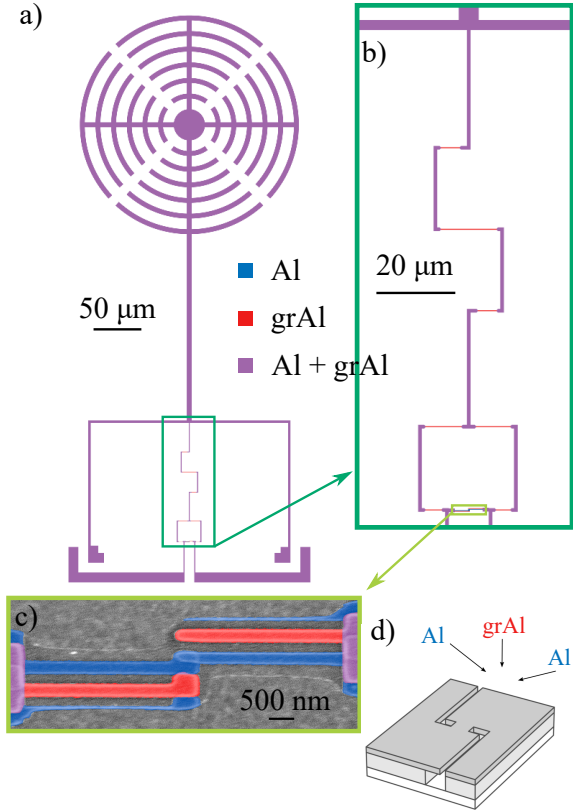 a)
b)
Al
20 μm
50 μm
grAl
Al + grAl
c)
500 nm
d)
Al
grAl
Al